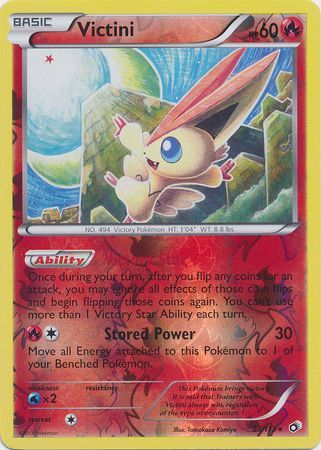 BASIC
Victini
HP60
NO. 494 Victory Pokémon HT: 1'04" WT: 8.8 lbs.
Ability
Once during your turn, after you flip any coins for an
attack, you may ignore all effects of those coin flips
and begin flipping those coins again. You can't use
more than 1 Victory Star Ability each turn.
Stored Power 30
Move all Energy attached to this Pokémon to 1 of
your Benched Pokémon.
weakness
resistance
×2
retreat
This Pokémon brings victory.
It is said that Trainers with
Victini always win, regardless
of the type of encounter.
Illus. Tomokazu Komiya
©2013 Pokémon